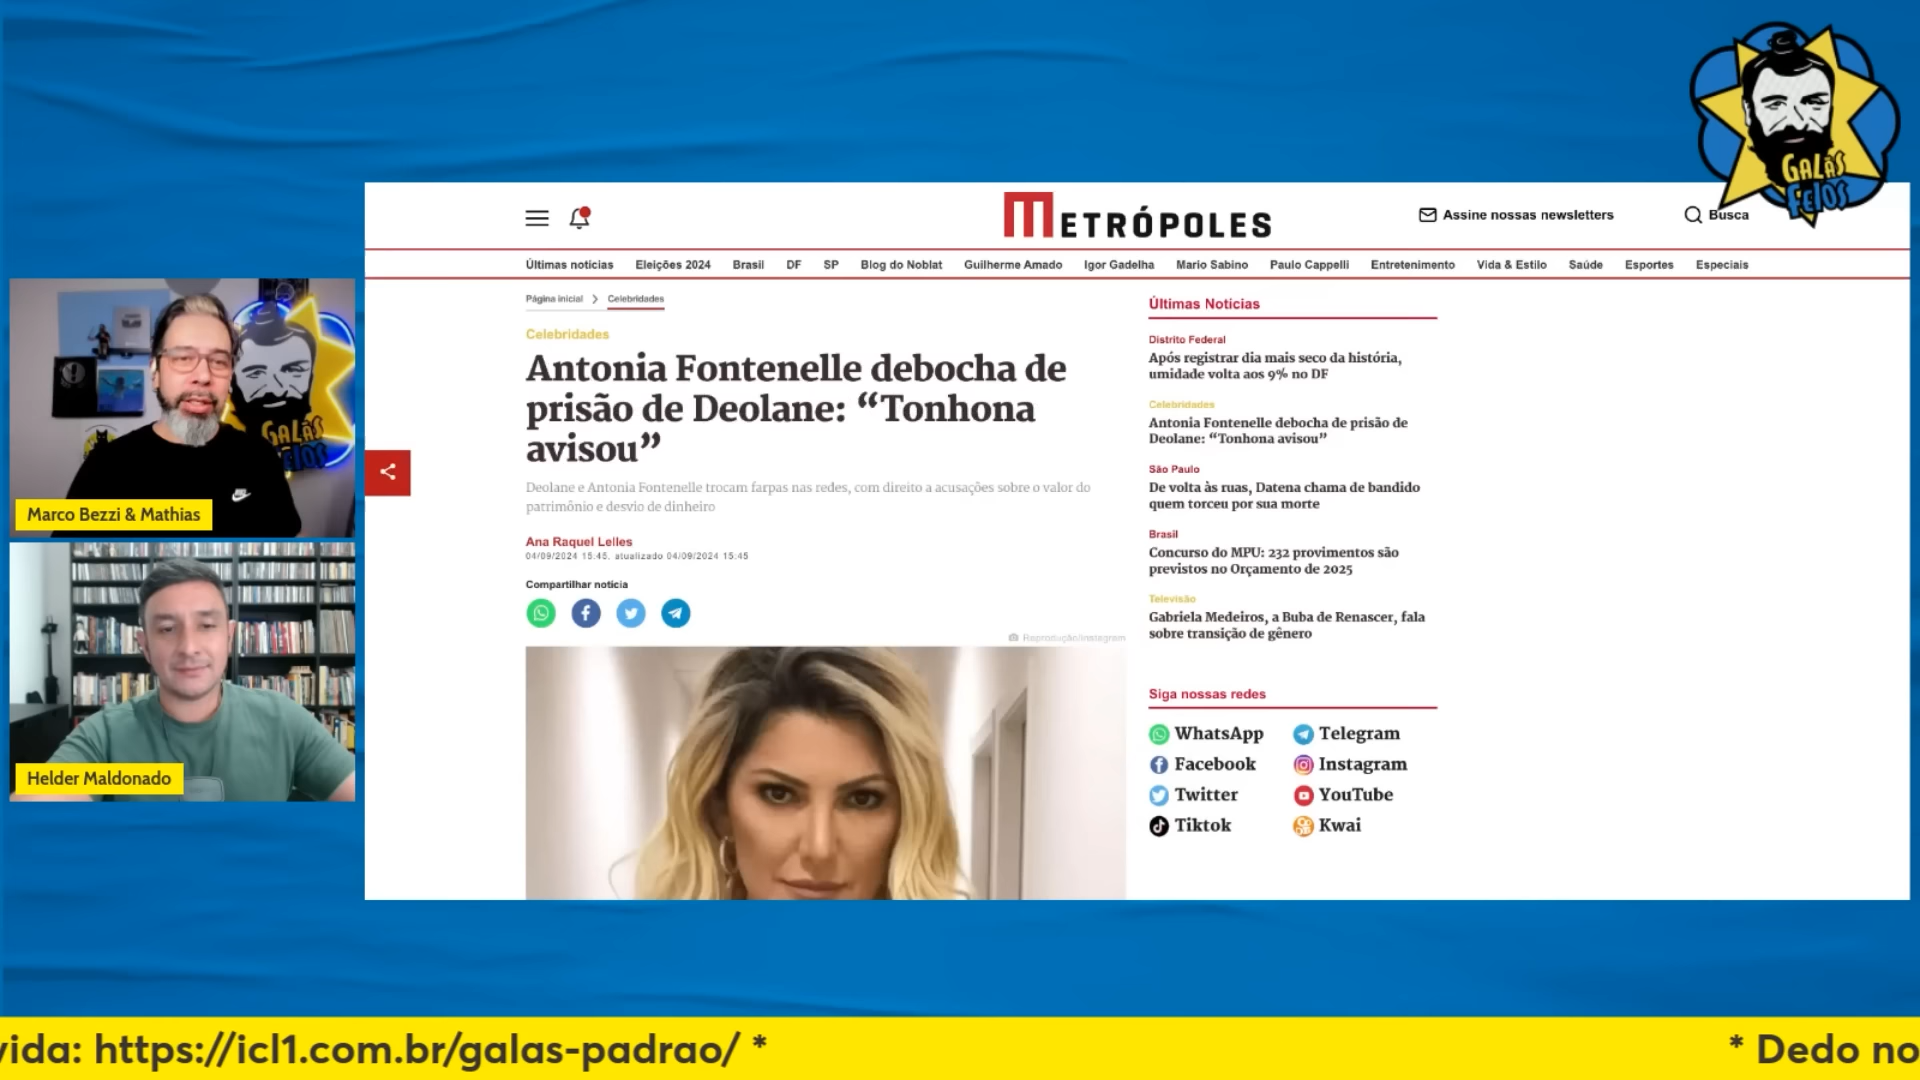 GALÃS
FEIOS
METRÓPOLES
Assine nossas newsletters
Busca
Últimas notícias Eleições 2024 Brasil DF SP Blog do Noblat Guilherme Amado Igor Gadelha Mario Sabino Paulo Cappelli Entretenimento Vida & Estilo Saúde Esportes Especiais
Página inicial > Celebridades
Celebridades
Antonia Fontenelle debocha de
prisão de Deolane: “Tonhona
avisou”
Deolane e Antonia Fontenelle trocam farpas nas redes, com direito a acusações sobre o valor do
patrimônio e desvio de dinheiro
Ana Raquel Lelles
04/09/2024 15:45, atualizado 04/09/2024 15:45
Compartilhar notícia
Reprodução/Instagram
Últimas Notícias
Distrito Federal
Após registrar dia mais seco da história,
umidade volta aos 9% no DF
Celebridades
Antonia Fontenelle debocha de prisão de
Deolane: “Tonhona avisou”
São Paulo
De volta às ruas, Datena chama de bandido
quem torceu por sua morte
Brasil
Concurso do MPU: 232 provimentos são
previstos no Orçamento de 2025
Televisão
Gabriela Medeiros, a Buba de Renascer, fala
sobre transição de gênero
Siga nossas redes
WhatsApp Telegram
Facebook Instagram
Twitter YouTube
Tiktok Kwai
GALÃS
Marco Bezzi & Mathias
Helder Maldonado
vida: https://icl1.com.br/galas-padrao/ * * Dedo no